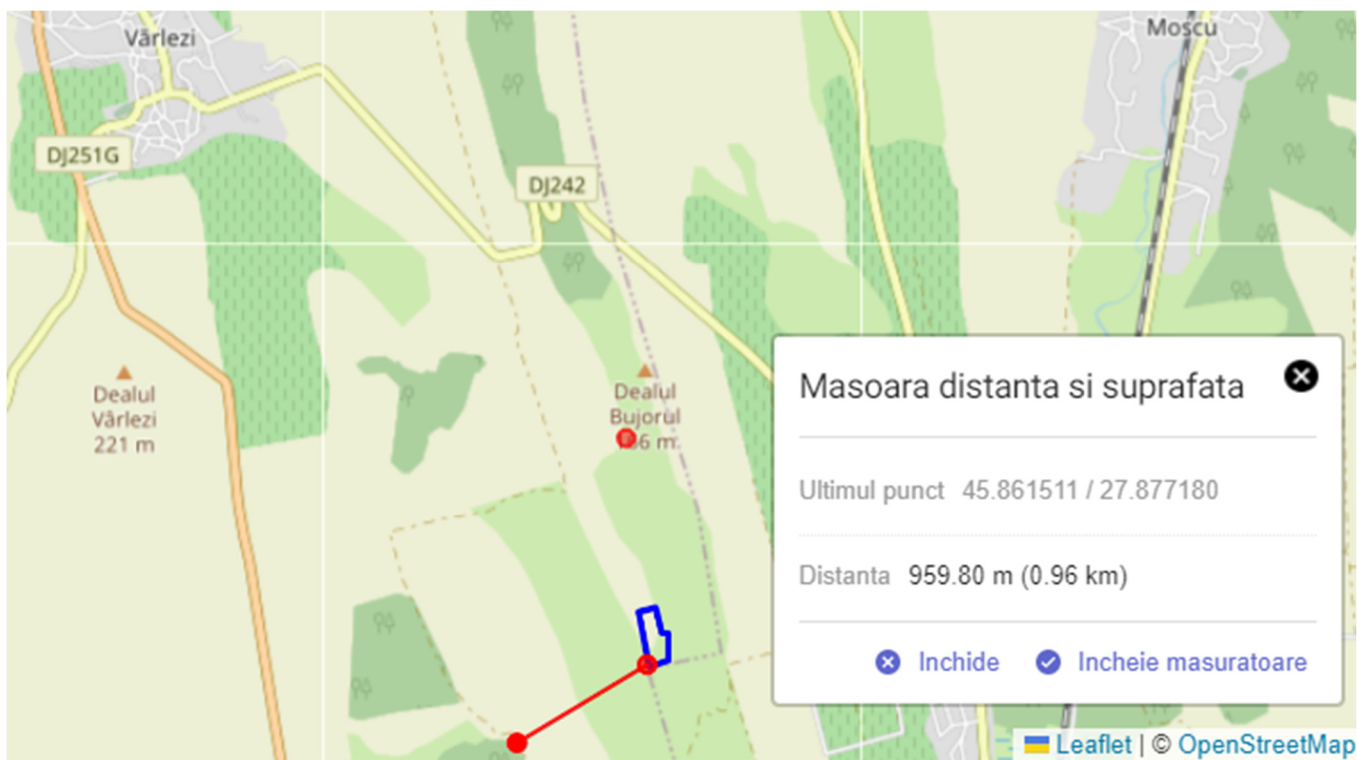 Vârlezi
Moscu
DJ251G
DJ242
Dealul
Vârlezi
221 m
Dealul
Bujorul
6 m
Masoara distanta si suprafata
Ultimul punct 45.861511 / 27.877180
Distanta 959.80 m (0.96 km)
Inchide Incheie masuratoare
Leaflet | © OpenStreetMap